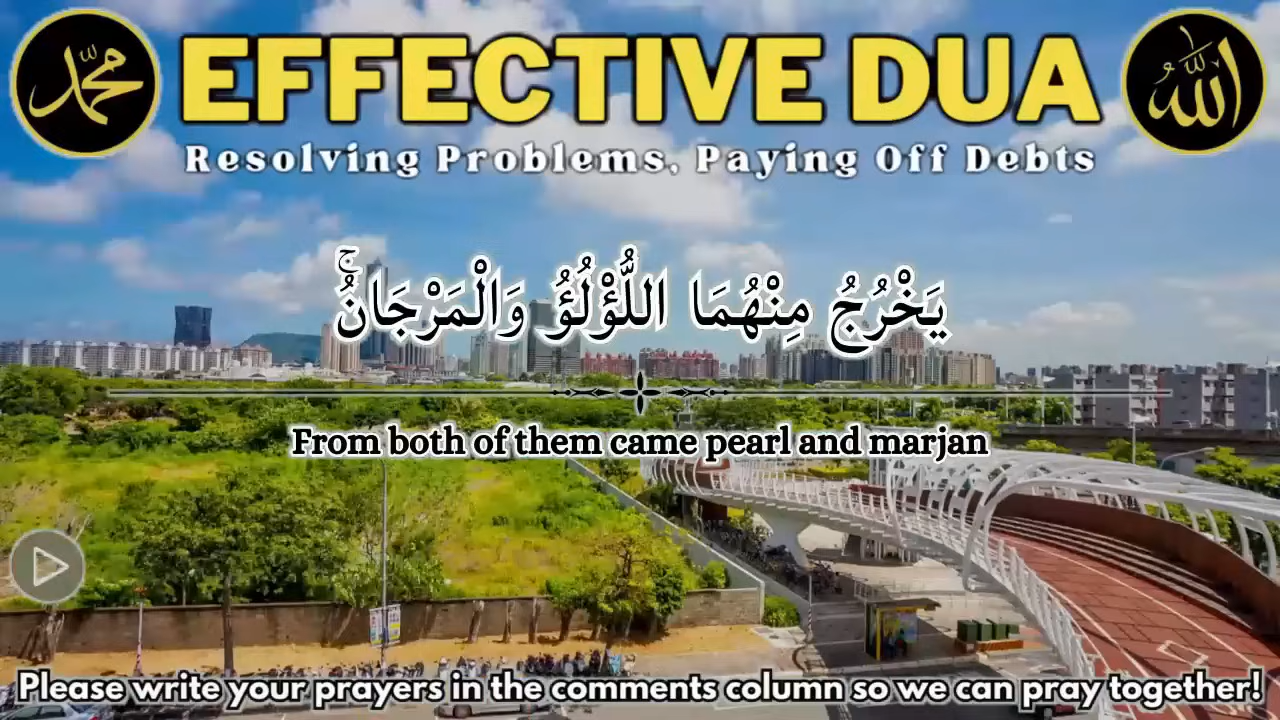 محمد
EFFECTIVE DUA
الله
Resolving Problems, Paying Off Debts
يَخْرُجُ مِنْهُمَا اللُّؤْلُؤُ وَالْمَرْجَانُۚ
From both of them came pearl and marjan
Please write your prayers in the comments column so we can pray together!